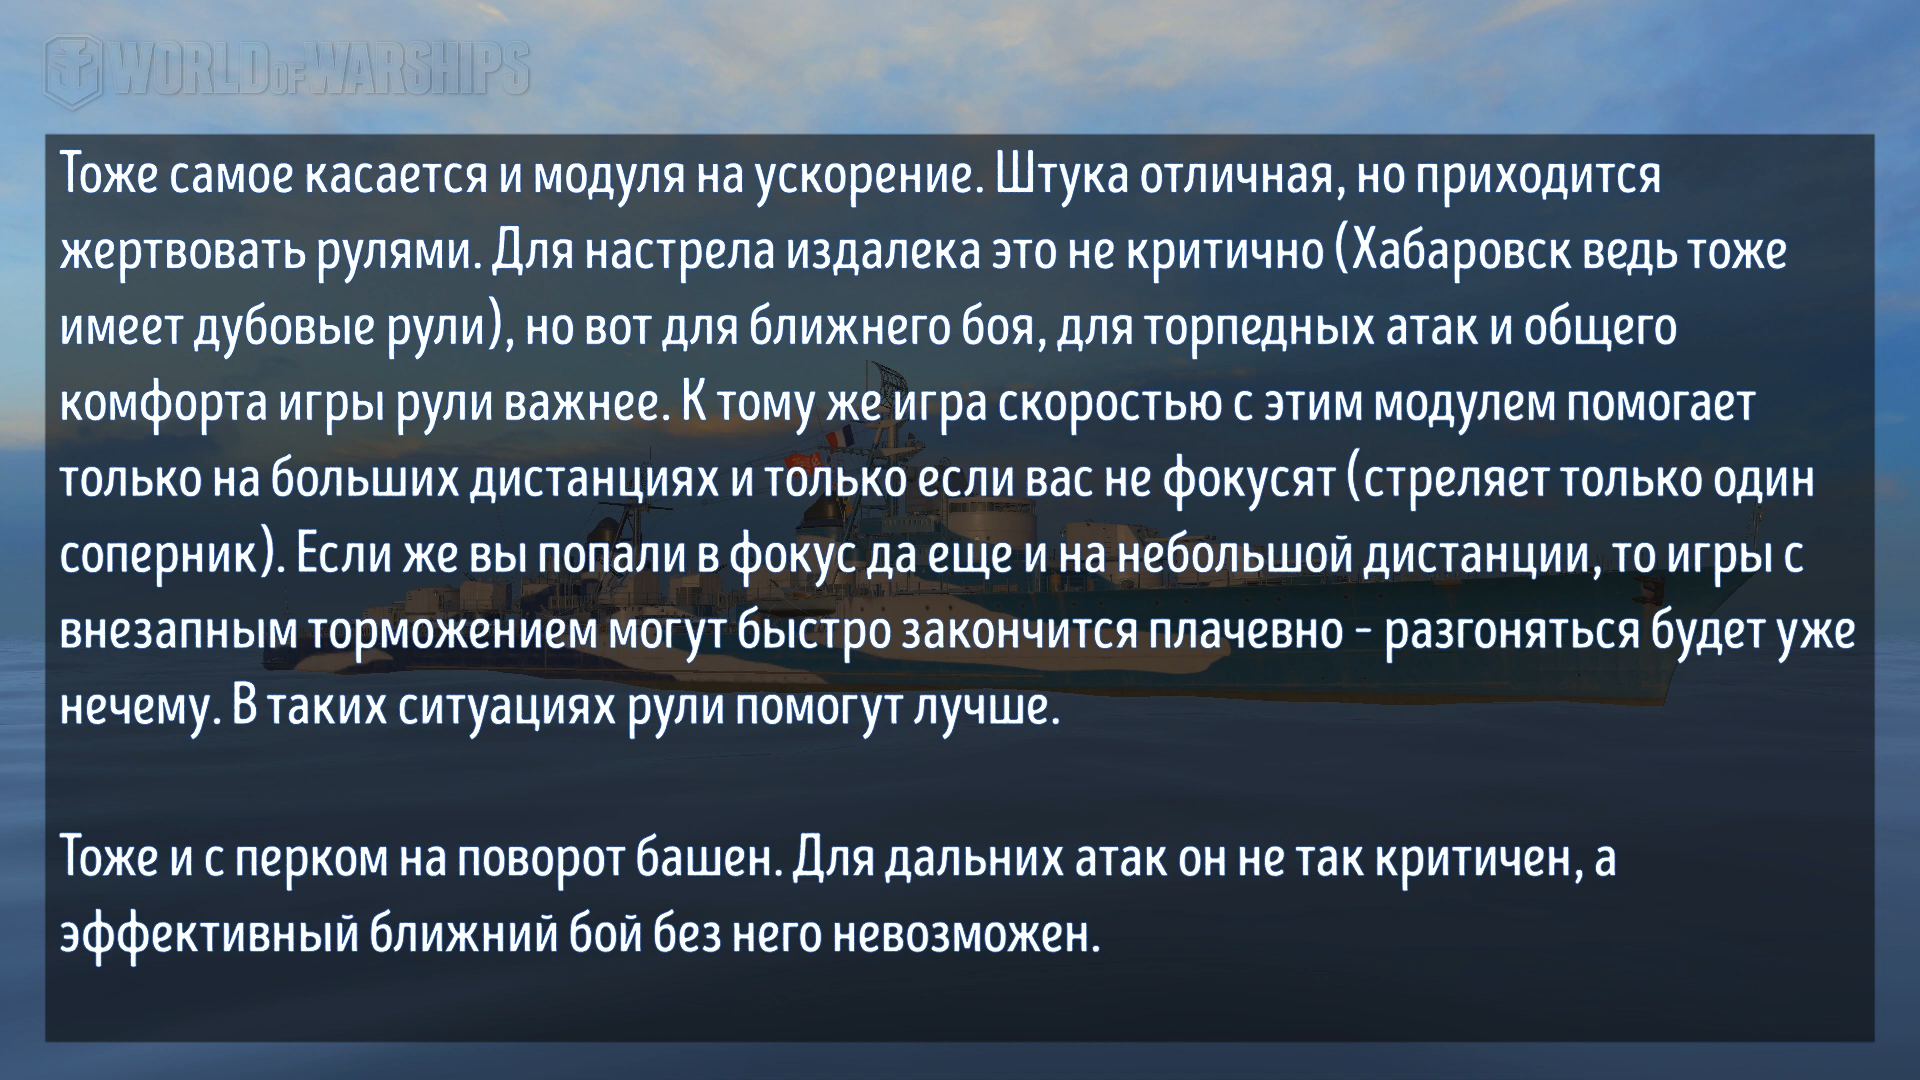 WORLD OF WARSHIPS
Тоже самое касается и модуля на ускорение. Штука отличная, но приходится
жертвовать рулями. Для настрела издалека это не критично (Хабаровск ведь тоже
имеет дубовые рули), но вот для ближнего боя, для торпедных атак и общего
комфорта игры рули важнее. К тому же игра скоростью с этим модулем помогает
только на больших дистанциях и только если вас не фокусят (стреляет только один
соперник). Если же вы попали в фокус да еще и на небольшой дистанции, то игры с
внезапным торможением могут быстро закончится плачевно - разгоняться будет уже
нечему. В таких ситуациях рули помогут лучше.
Тоже и с перком на поворот башен. Для дальних атак он не так критичен, а
эффективный ближний бой без него невозможен.